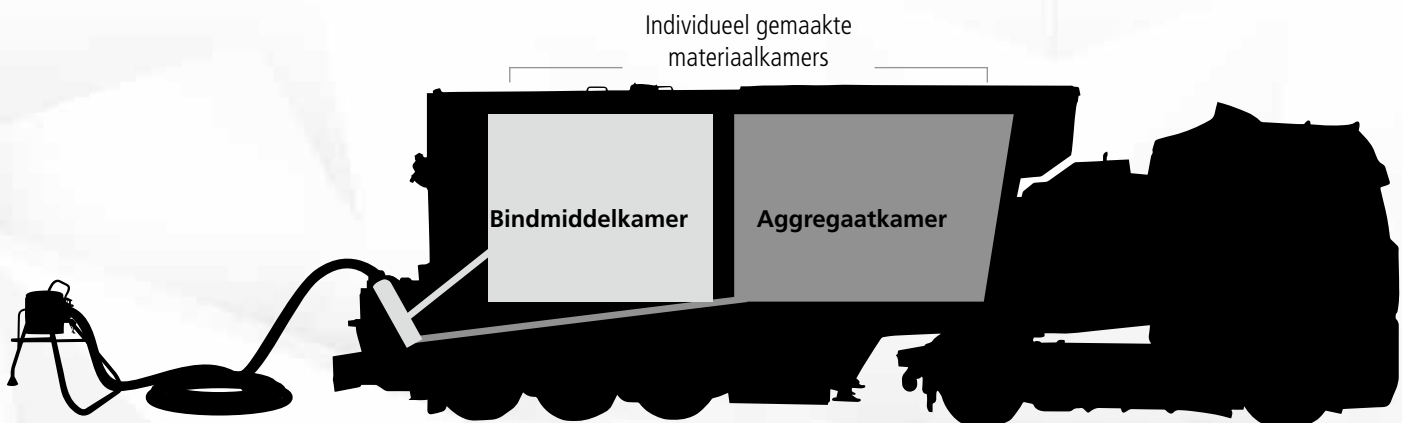 Individueel gemaakte
materiaalkamers
Bindmiddelkamer
Aggregaatkamer